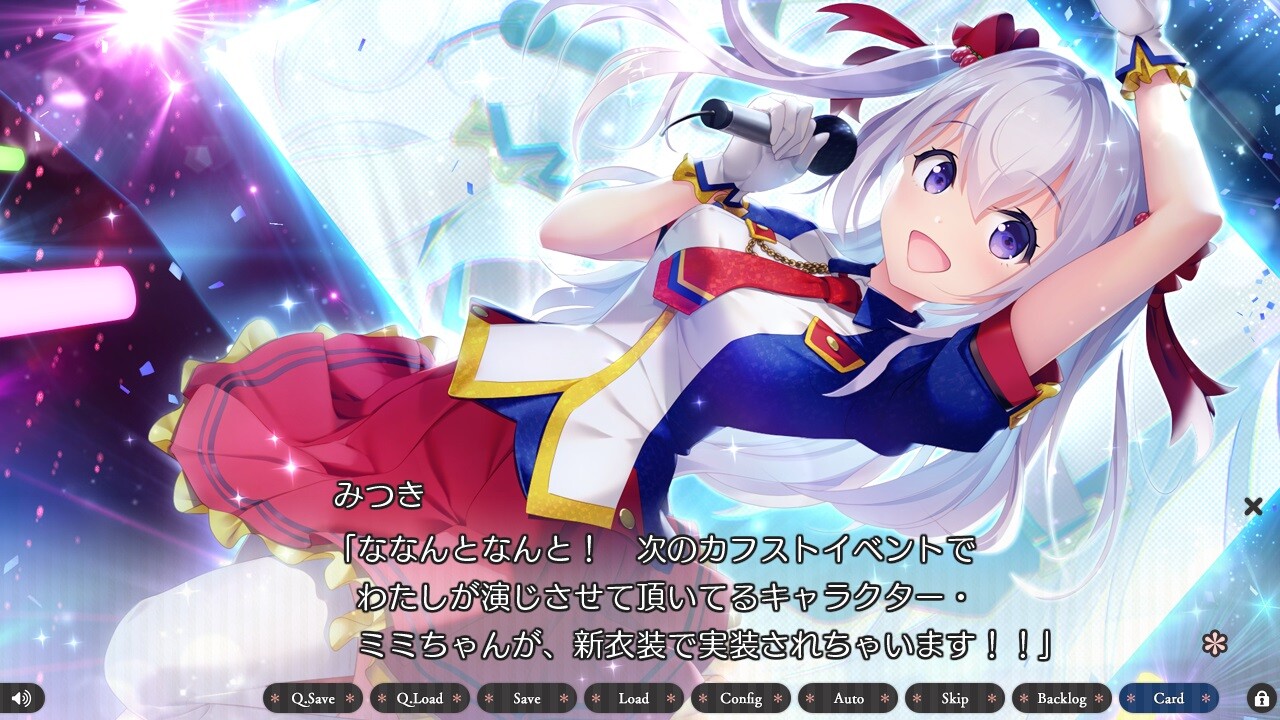 みつき
「ななんとなんと！　次のカフストイベントで
わたしが演じさせて頂いてるキャラクター・
ミミちゃんが、新衣装で実装されちゃいます！！」
Q.Save
Q.Load
Save
Load
Config
Auto
Skip
Backlog
Card